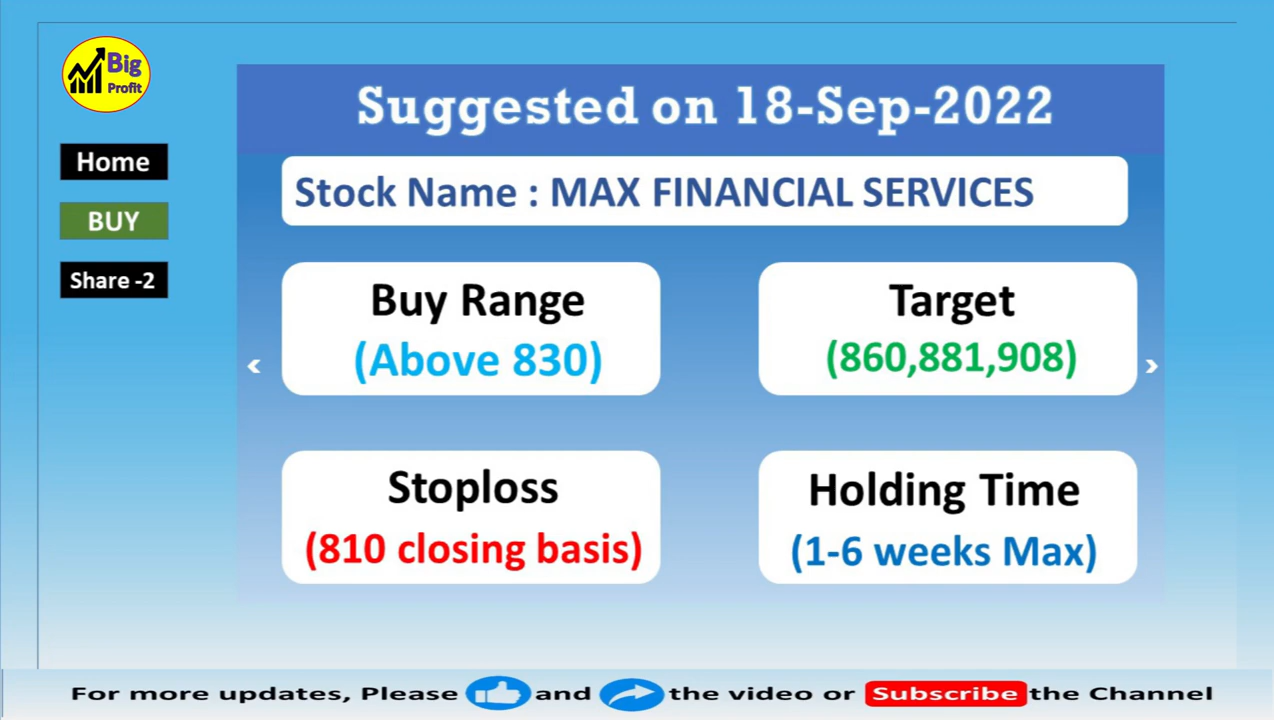 Big
Profit
Suggested on 18-Sep-2022
Home
Stock Name : MAX FINANCIAL SERVICES
BUY
Share -2
Buy Range
(Above 830)
Target
(860,881,908)
Stoploss
(810 closing basis)
Holding Time
(1-6 weeks Max)
For more updates, Please and the video or Subscribe the Channel